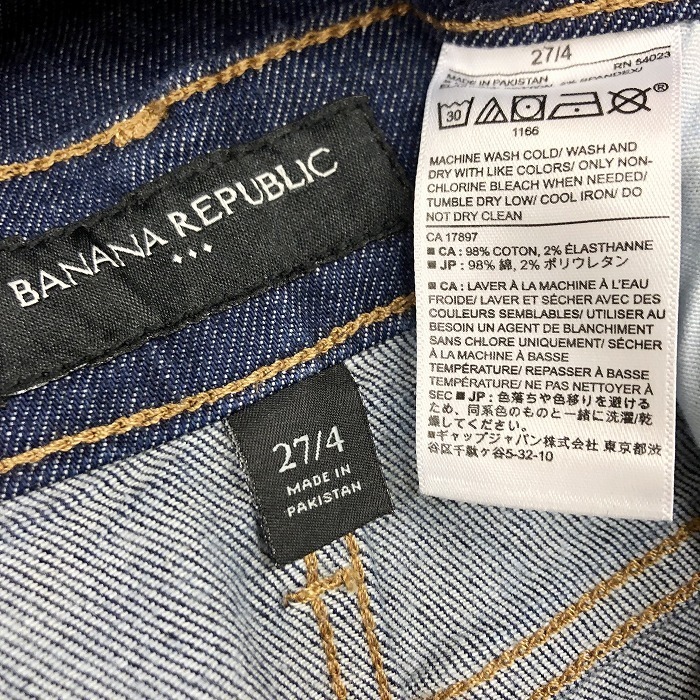 BANANA REPUBLIC
27/4
MADE IN
PAKISTAN
27/4
RN 54023
MADE IN PAKISTAN
30
®
1166
MACHINE WASH COLD/ WASH AND
DRY WITH LIKE COLORS/ ONLY NON-
CHLORINE BLEACH WHEN NEEDED/
TUMBLE DRY LOW/ COOL IRON/ DO
NOT DRY CLEAN
CA 17897
■ CA : 98% COTON, 2% ÉLASTHANNE
■ JP : 98% 綿, 2% ポリウレタン
■ CA : LAVER À LA MACHINE À L'EAU
FROIDE/ LAVER ET SÉCHER AVEC DES
COULEURS SEMBLABLES/ UTILISER AU
BESOIN UN AGENT DE BLANCHIMENT
SANS CHLORE UNIQUEMENT/ SÉCHER
À LA MACHINE À BASSE
TEMPÉRATURE/ REPASSER À BASSE
TEMPÉRATURE/ NE PAS NETTOYER À
SEC ■ JP : 色落ちや色移りを避ける
ため、同系色のものと一緒に洗濯/乾
燥してください。
■ ギャップジャパン株式会社 東京都渋
谷区千駄ヶ谷5-32-10